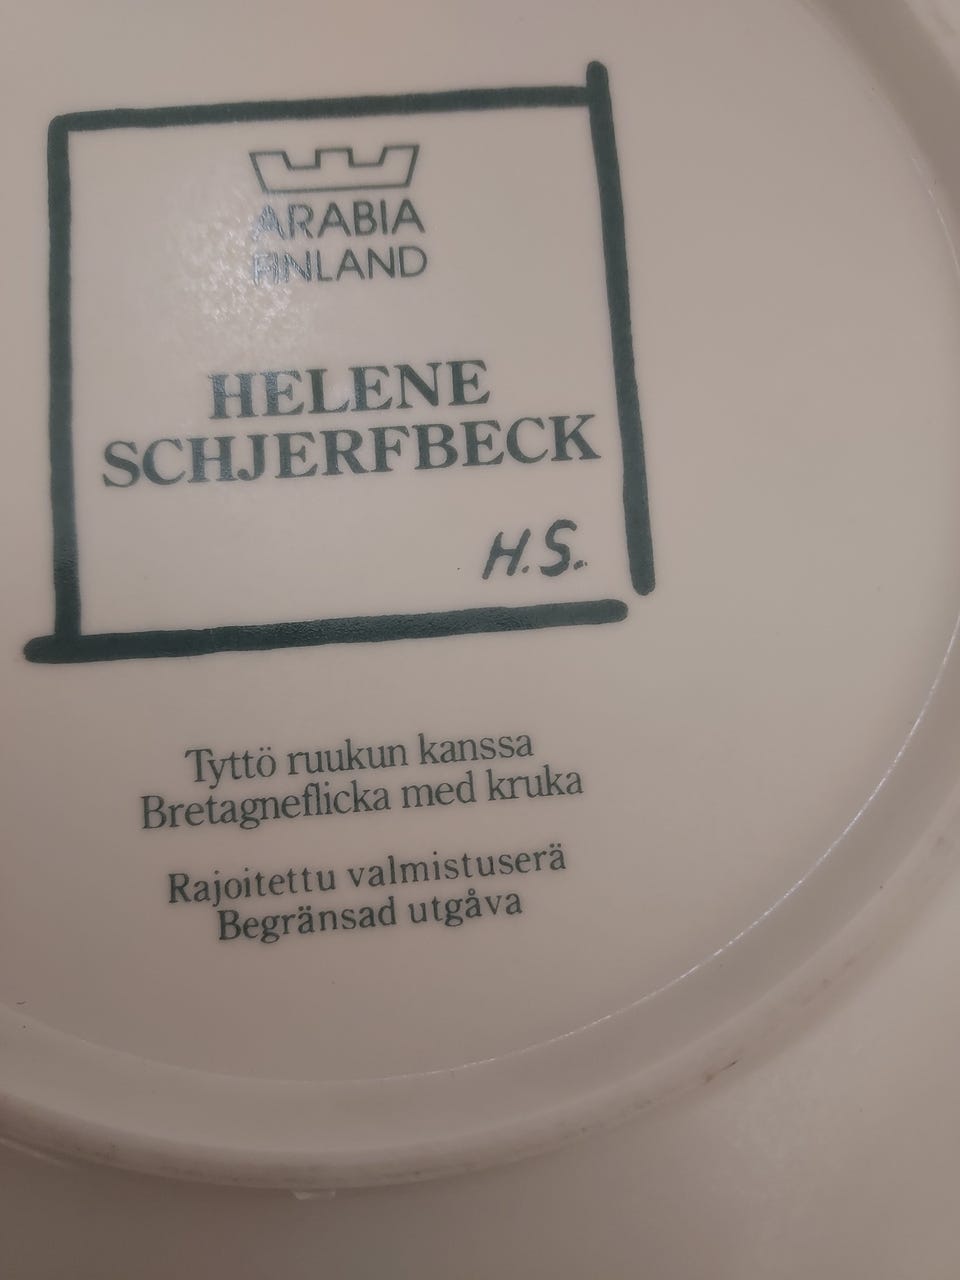 ARABIA
FINLAND
HELENE
SCHJERFBECK
H.S.
Tyttö ruukun kanssa
Bretagneflicka med kruka
Rajoitettu valmistuserä
Begränsad utgåva